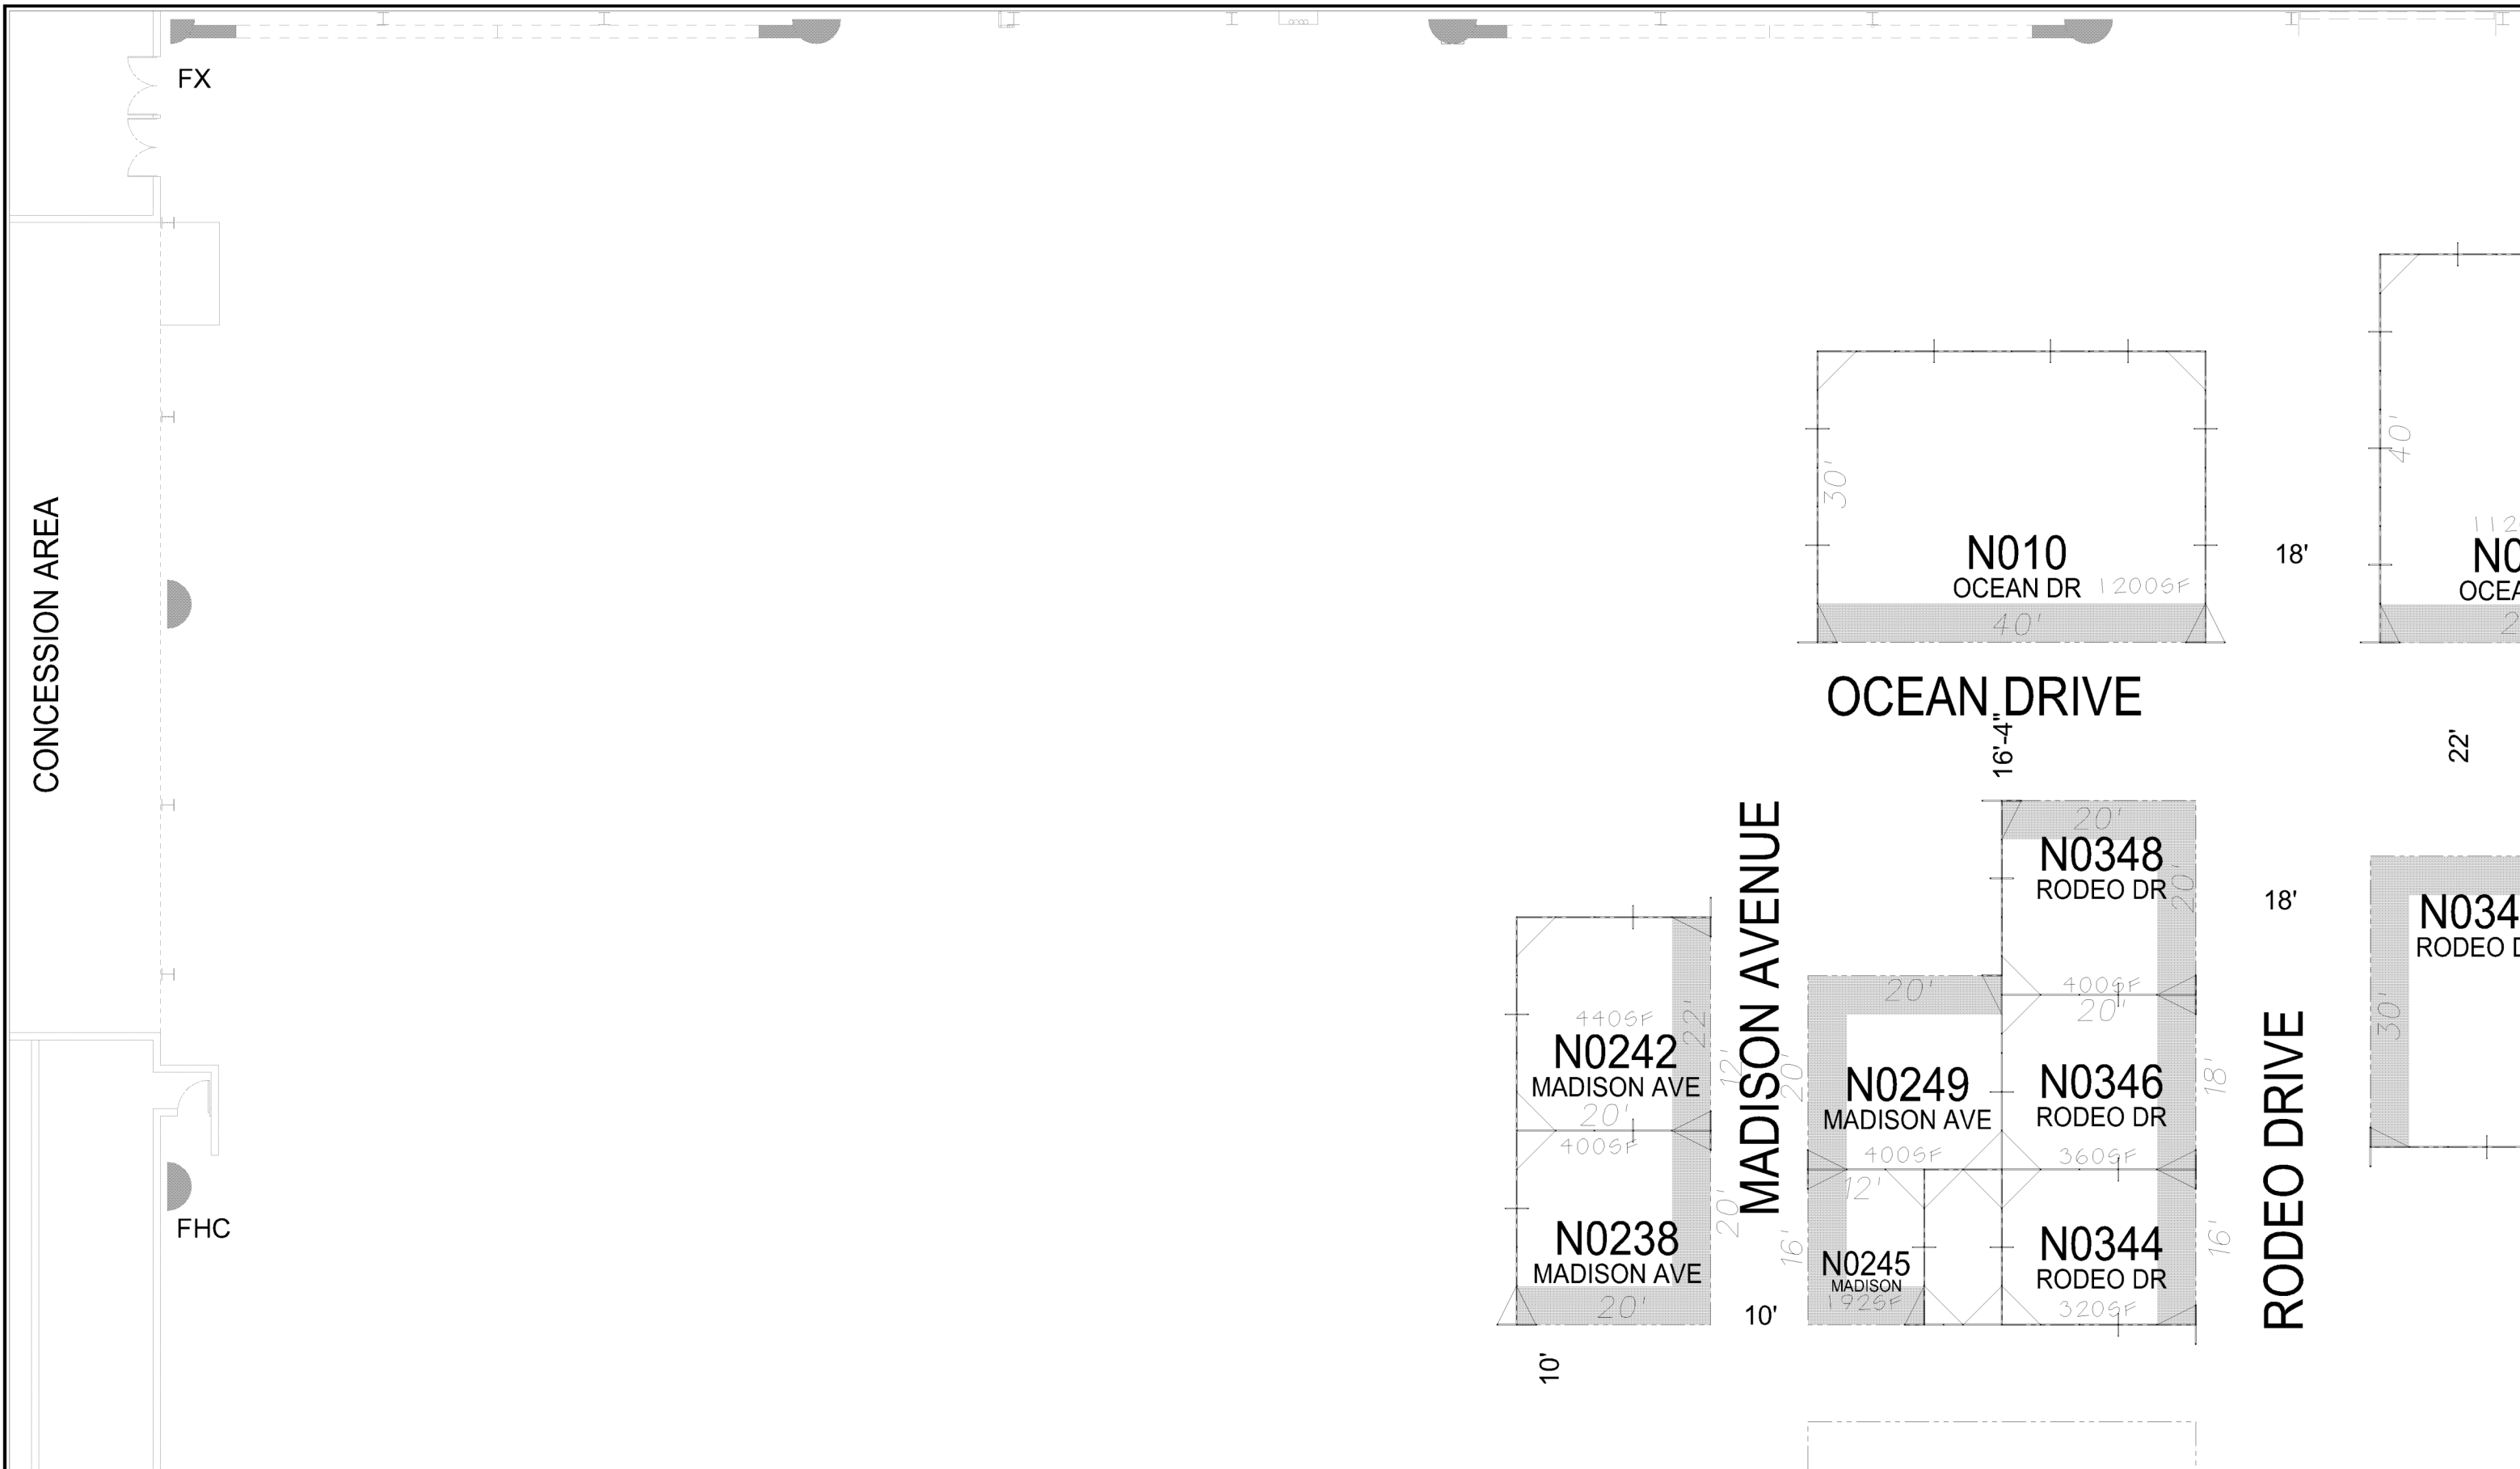 FX
CONCESSION AREA
FHC
30'
N010
OCEAN DR 1200SF
40'
18'
40'
OCEAN DRIVE
16'-4"
22'
MADISON AVENUE
20'
N0348
RODEO DR
20'
400SF
18'
RODEO DRIVE
30'
440SF
22'
N0242
MADISON AVE
20'
12'
400SF
N0238
MADISON AVE
20'
20'
10'
10'
20'
20'
N0249
MADISON AVE
400SF
12'
16'
N0245
MADISON
192SF
20'
N0346
RODEO DR
18'
360SF
N0344
RODEO DR
16'
320SF